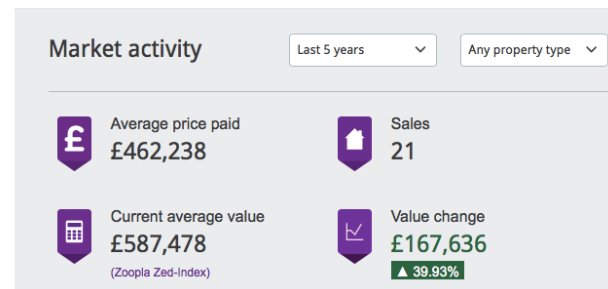 Market activity
Last 5 years
Any property type
Average price paid
£462,238
Sales
21
Current average value
£587,478
(Zoopla Zed-Index)
Value change
£167,636
▲ 39.93%